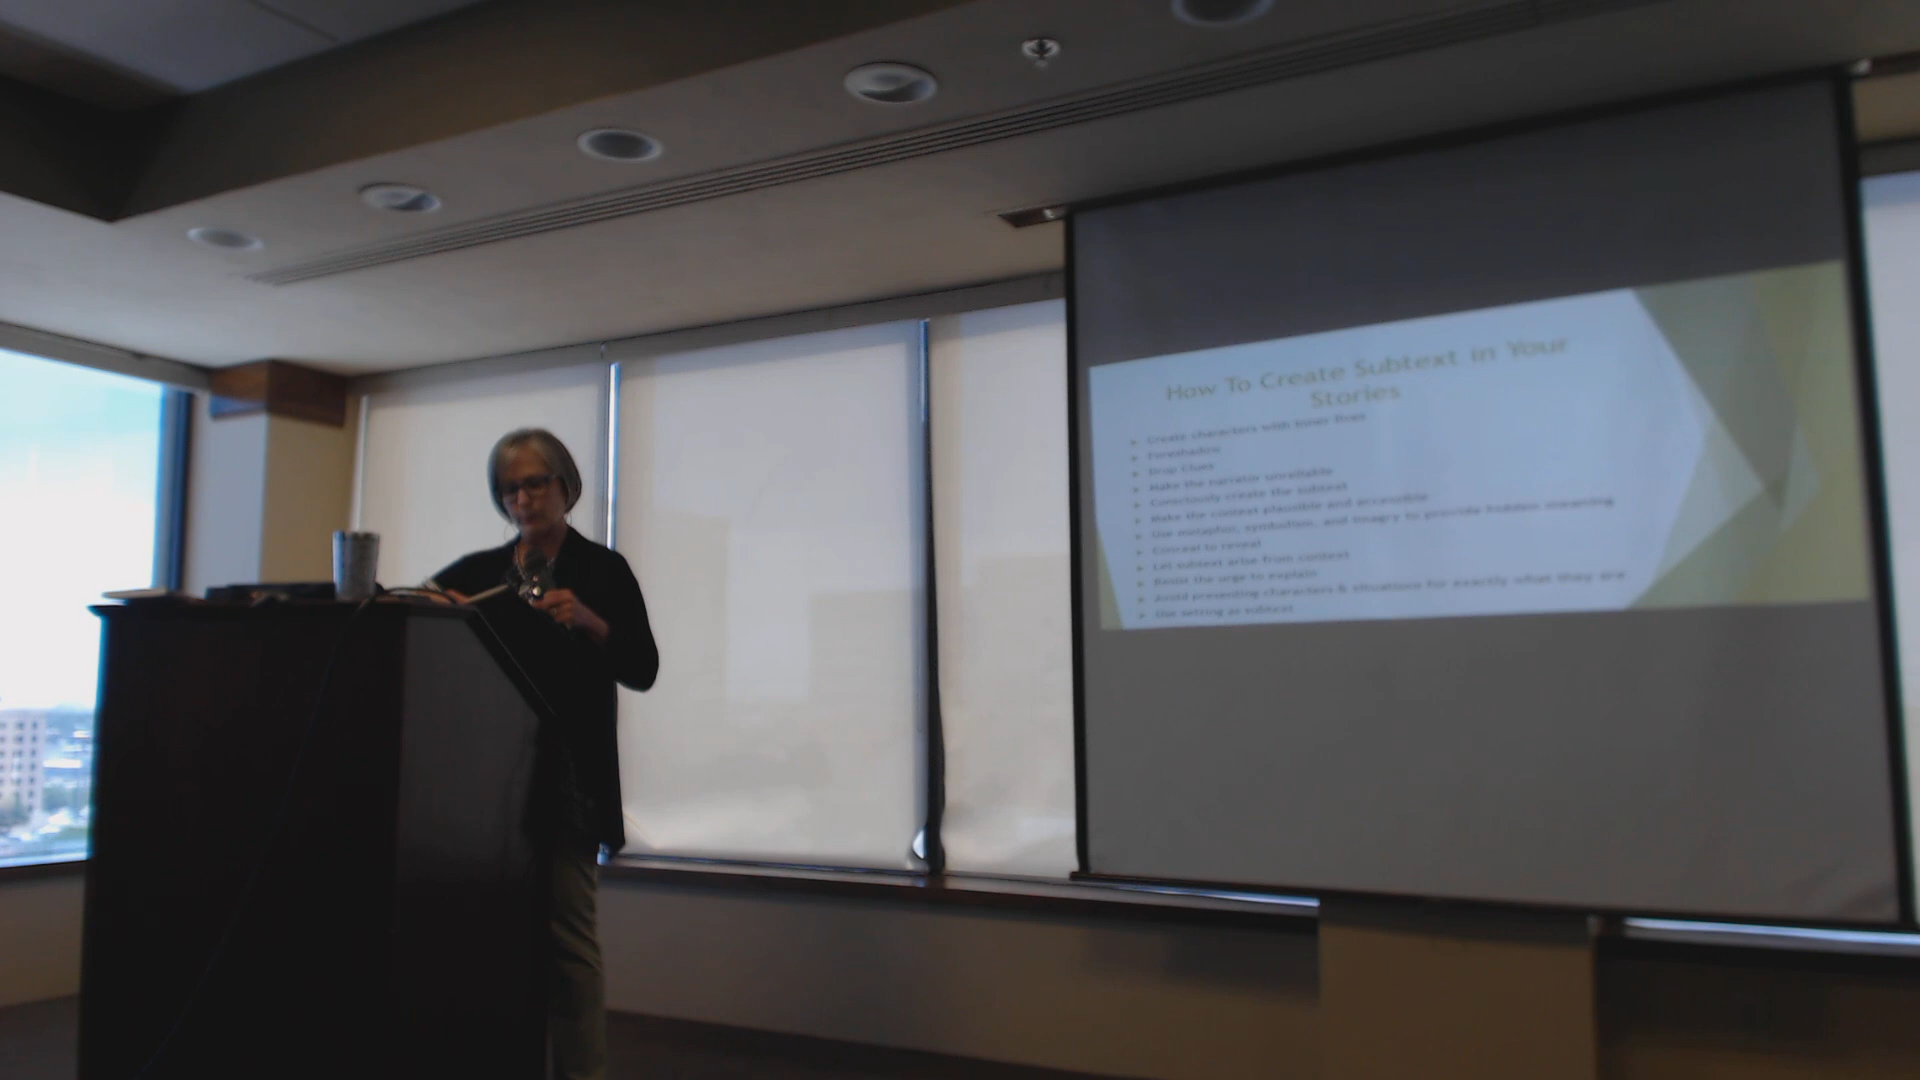 How To Create Subtext in Your
Stories
Create characters with inner lives
Foreshadow
Drop Clues
Make the narrator unreliable
Consciously create the subtext
Make the context plausible and accessible
Use metaphor, symbolism, and imagry to provide hidden meaning
Conceal to reveal
Let subtext arise from context
Resist the urge to explain
Avoid presenting characters & situations for exactly what they are
Use setting as subtext